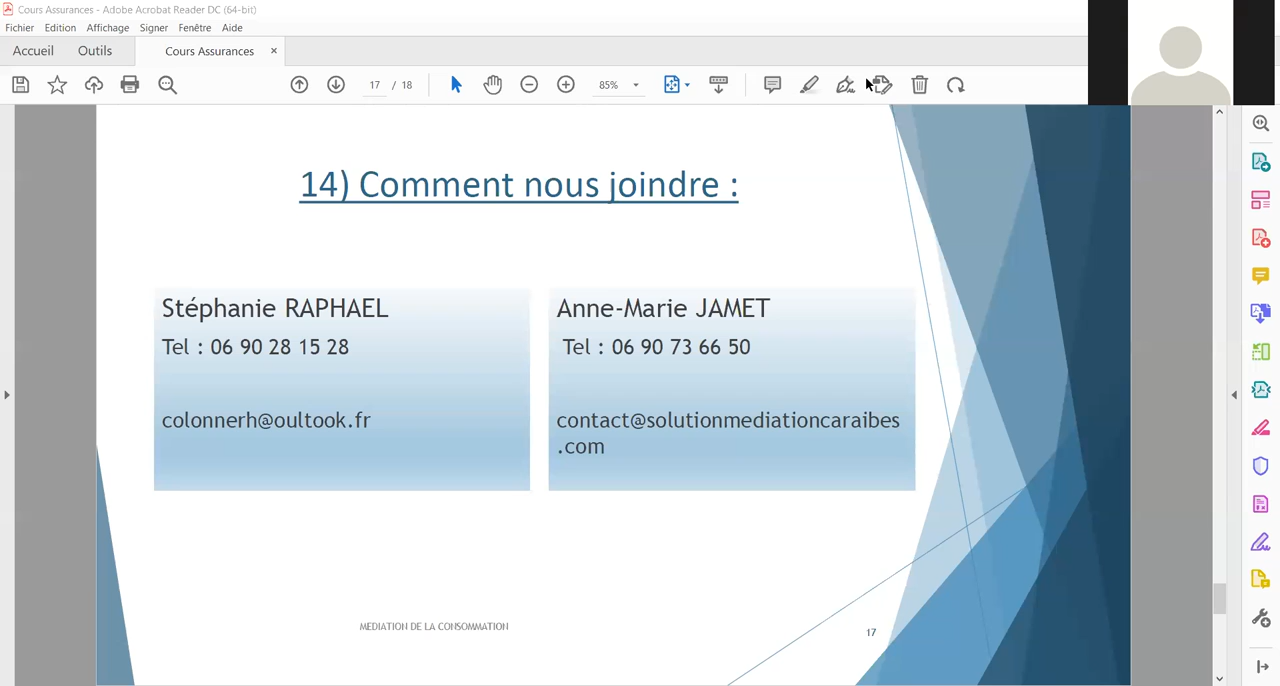 Cours Assurances - Adobe Acrobat Reader DC (64-bit)
Fichier Edition Affichage Signer Fenêtre Aide
Accueil Outils Cours Assurances ×
17 / 18 85%
14) Comment nous joindre :
Stéphanie RAPHAEL
Tel : 06 90 28 15 28
colonnerh@oultook.fr
Anne-Marie JAMET
Tel : 06 90 73 66 50
contact@solutionmediationcaraibes
.com
MEDIATION DE LA CONSOMMATION
17